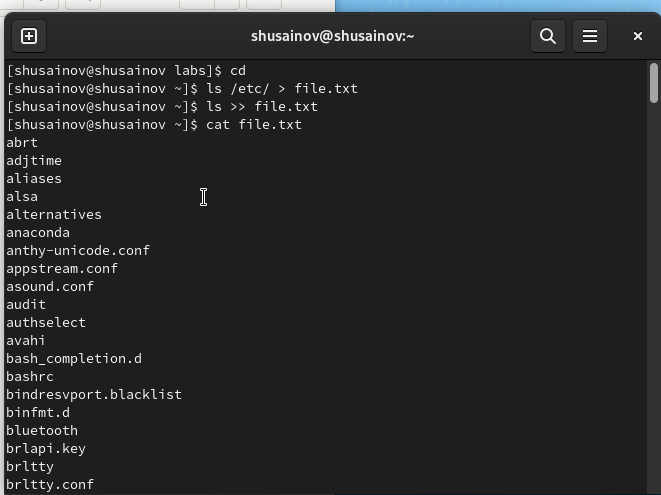 shusainov@shusainov:~
[shusainov@shusainov labs]$ cd
[shusainov@shusainov ~]$ ls /etc/ > file.txt
[shusainov@shusainov ~]$ ls >> file.txt
[shusainov@shusainov ~]$ cat file.txt
abrt
adjtime
aliases
alsa
alternatives
anaconda
anthy-unicode.conf
appstream.conf
asound.conf
audit
authselect
avahi
bash_completion.d
bashrc
bindresvport.blacklist
binfmt.d
bluetooth
brlapi.key
brltty
brltty.conf